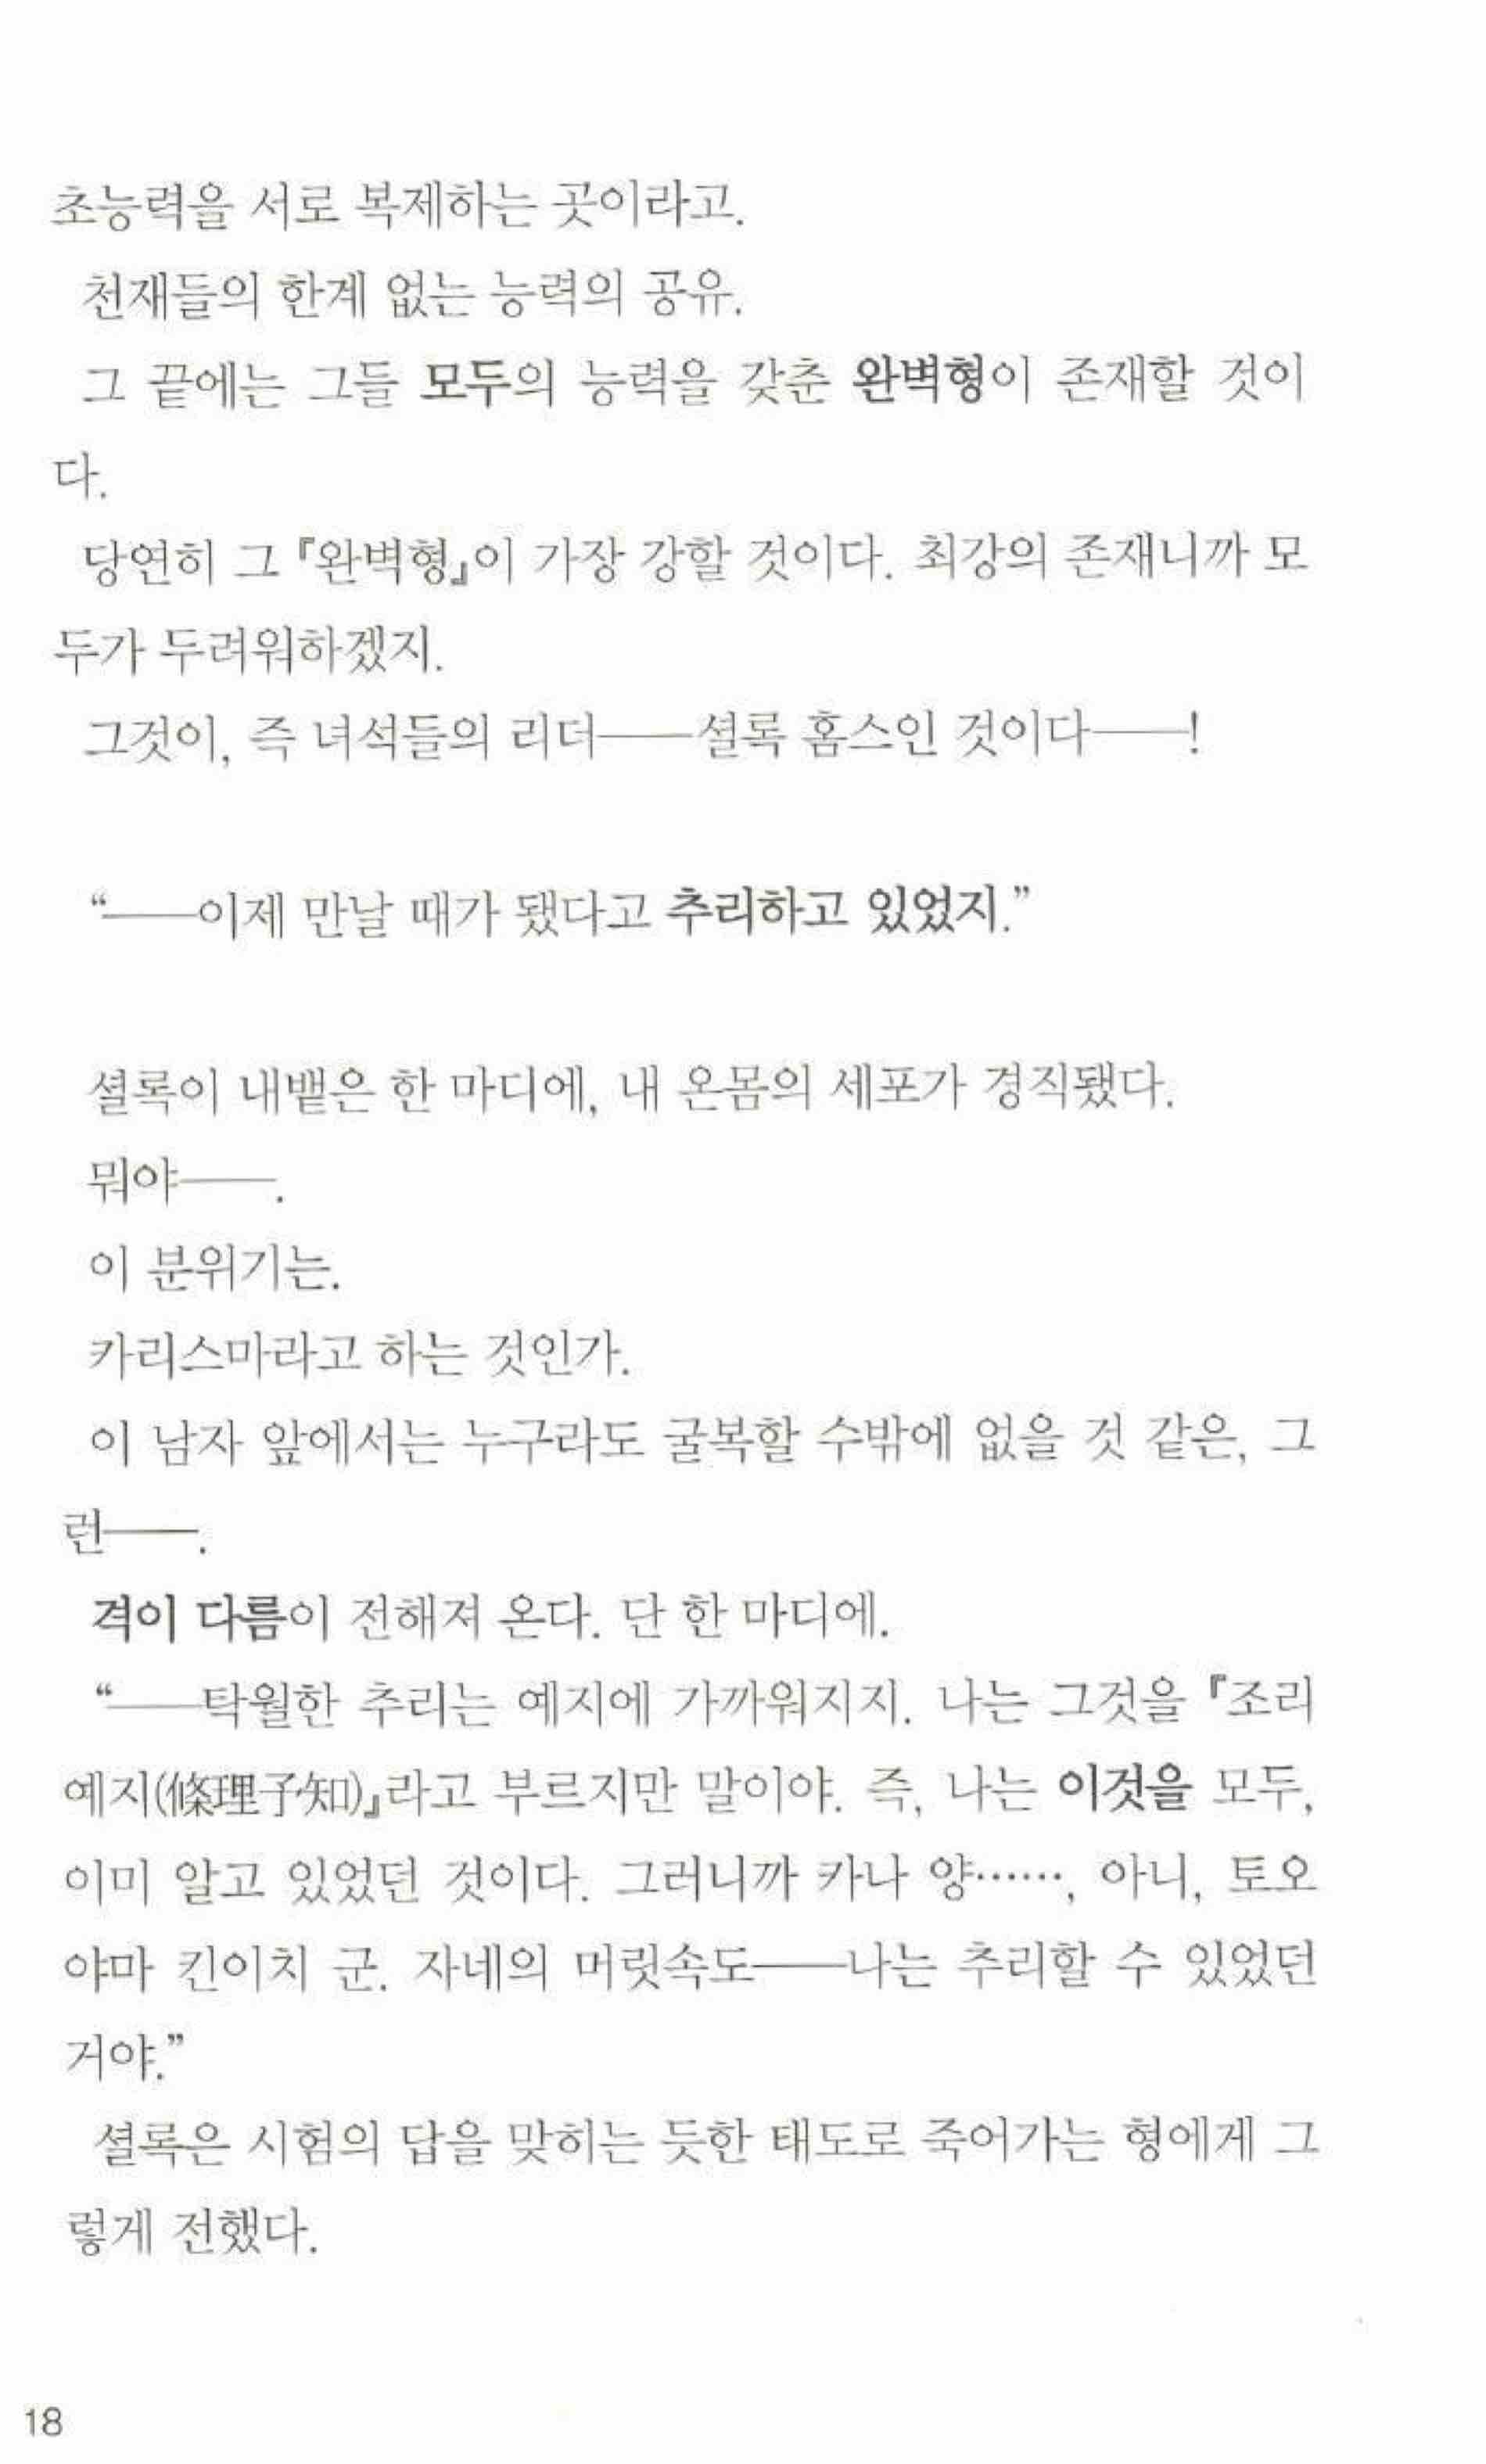 초능력을 서로 복제하는 곳이라고.
천재들의 한계 없는 능력의 공유.
그 끝에는 그들 모두의 능력을 갖춘 완벽형이 존재할 것이
다.
당연히 그 『완벽형』이 가장 강할 것이다. 최강의 존재니까 모
두가 두려워하겠지.
그것이, 즉 녀석들의 리더──셜록 홈스인 것이다──!
“──이제 만날 때가 됐다고 추리하고 있었지.”
셜록이 내뱉은 한 마디에, 내 온몸의 세포가 경직됐다.
뭐야──.
이 분위기는.
카리스마라고 하는 것인가.
이 남자 앞에서는 누구라도 굴복할 수밖에 없을 것 같은, 그
런──.
격이 다름이 전해져 온다. 단 한 마디에.
“──탁월한 추리는 예지에 가까워지지. 나는 그것을 『조리
예지(條理子知)』라고 부르지만 말이야. 즉, 나는 이것을 모두,
이미 알고 있었던 것이다. 그러니까 카나 양……, 아니, 토오
야마 킨이치 군. 자네의 머릿속도──나는 추리할 수 있었던
거야.”
셜록은 시험의 답을 맞히는 듯한 태도로 죽어가는 형에게 그
렇게 전했다.
18